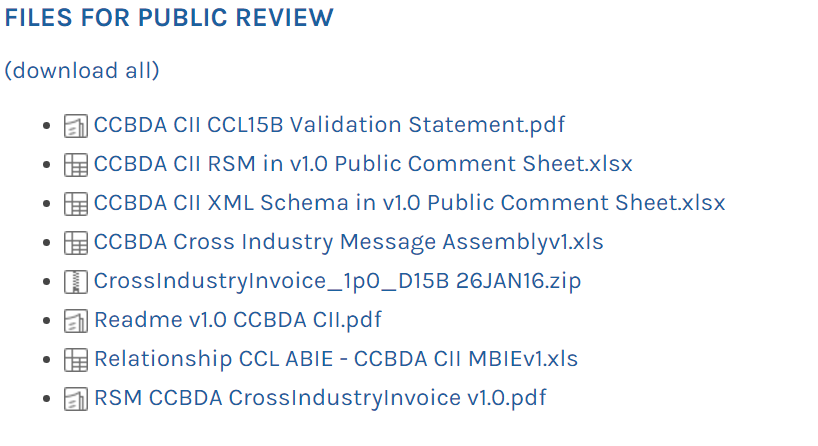 FILES FOR PUBLIC REVIEW
(download all)
CCBDA CII CCL15B Validation Statement.pdf
CCBDA CII RSM in v1.0 Public Comment Sheet.xlsx
CCBDA CII XML Schema in v1.0 Public Comment Sheet.xlsx
CCBDA Cross Industry Message Assemblyv1.xls
CrossIndustryInvoice_1p0_D15B 26JAN16.zip
Readme v1.0 CCBDA CII.pdf
Relationship CCL ABIE - CCBDA CII MBIEv1.xls
RSM CCBDA CrossIndustryInvoice v1.0.pdf